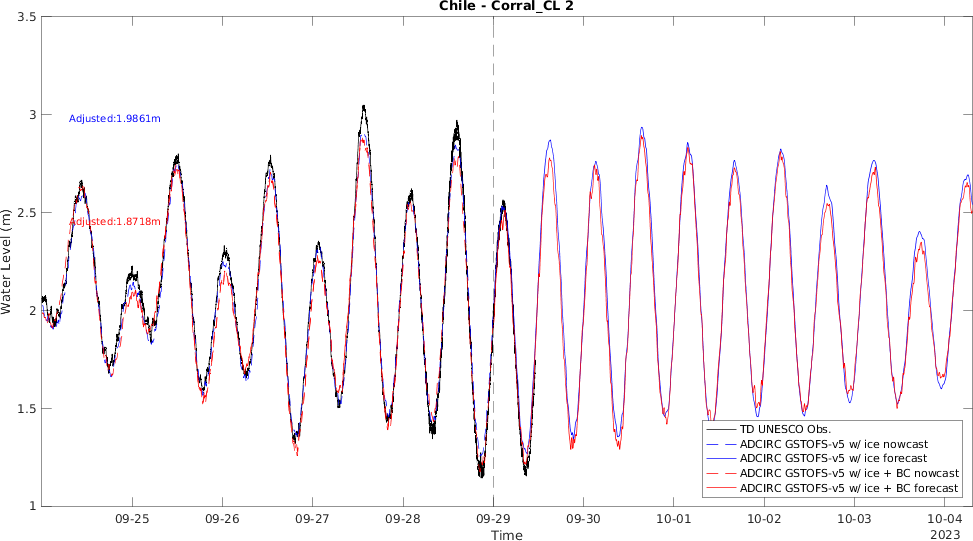 Chile - Corral_CL 2
3.5
3
2.5
2
1.5
1
Water Level (m)
Adjusted:1.9861m
Adjusted:1.8718m
TD UNESCO Obs.
ADCIRC GSTOFS-v5 w/ ice nowcast
ADCIRC GSTOFS-v5 w/ ice forecast
ADCIRC GSTOFS-v5 w/ ice + BC nowcast
ADCIRC GSTOFS-v5 w/ ice + BC forecast
09-25 09-26 09-27 09-28 09-29 09-30 10-01 10-02 10-03 10-04
2023
Time